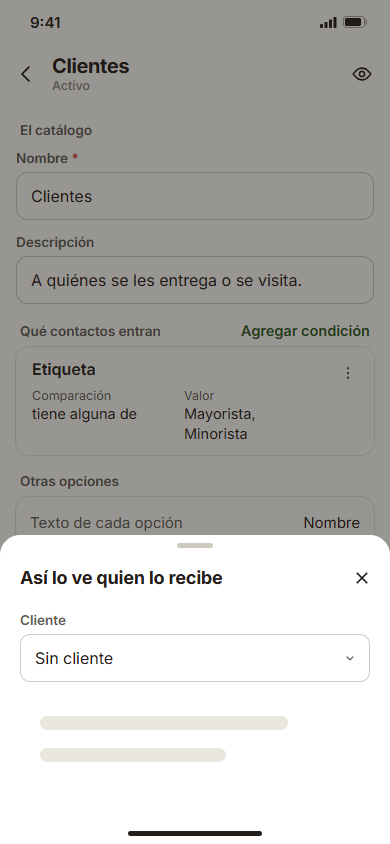 9:41
Clientes
Activo
El catálogo
Nombre *
Clientes
Descripción
A quiénes se les entrega o se visita.
Qué contactos entran
Agregar condición
Etiqueta
Comparación
Valor
tiene alguna de
Mayorista,
Minorista
Otras opciones
Texto de cada opción
Nombre
Así lo ve quien lo recibe
Cliente
Sin cliente